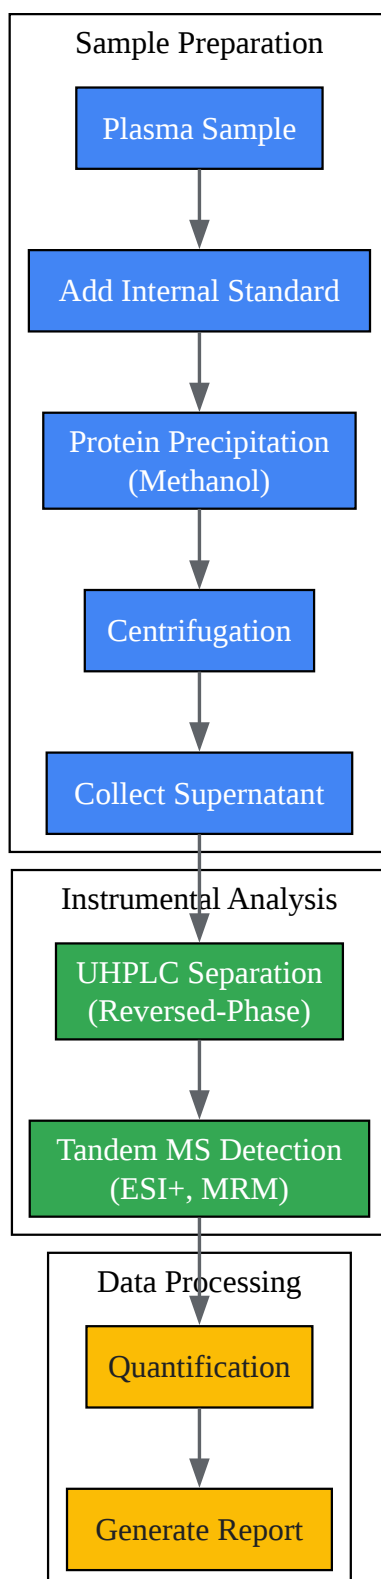 Sample Preparation
Plasma Sample
Add Internal Standard
Protein Precipitation
(Methanol)
Centrifugation
Collect Supernatant
Instrumental Analysis
UHPLC Separation
(Reversed-Phase)
Tandem MS Detection
(ESI+, MRM)
Data Processing
Quantification
Generate Report